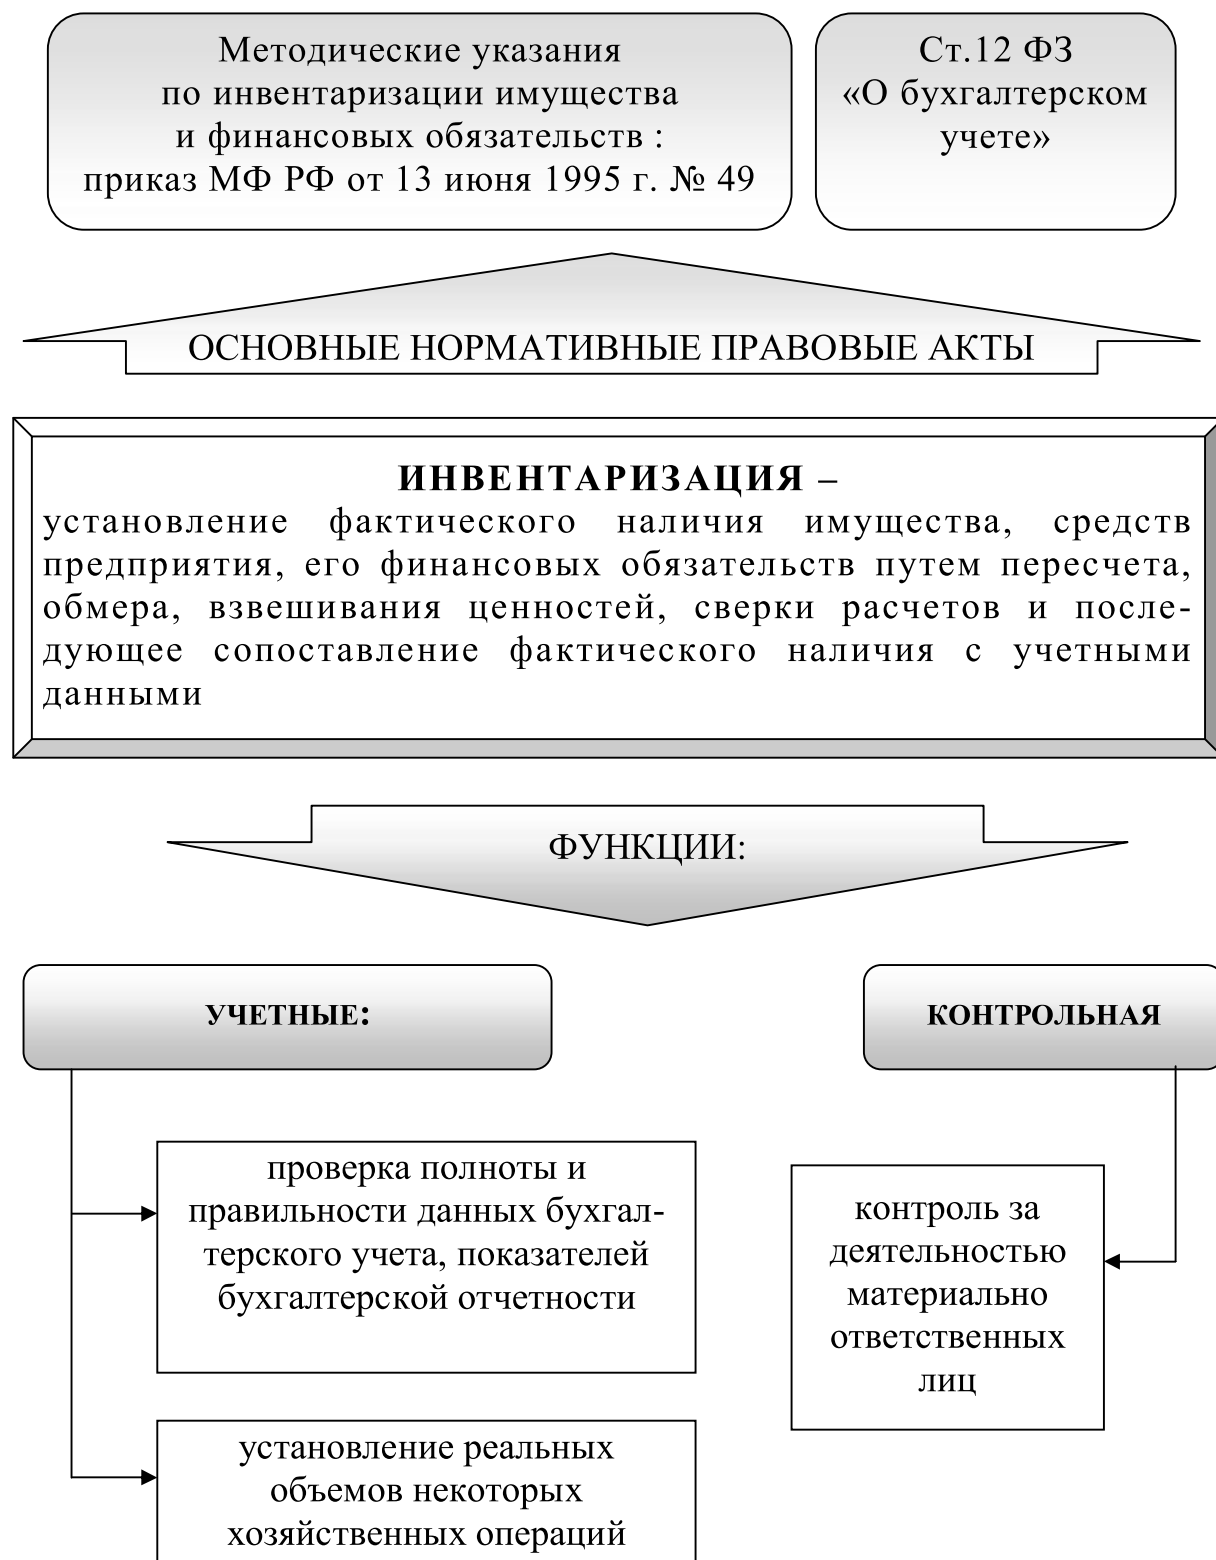 Методические указания
по инвентаризации имущества
и финансовых обязательств :
приказ МФ РФ от 13 июня 1995 г. № 49
Ст.12 ФЗ
«О бухгалтерском
учете»
ОСНОВНЫЕ НОРМАТИВНЫЕ ПРАВОВЫЕ АКТЫ
ИНВЕНТАРИЗАЦИЯ –
установление фактического наличия имущества, средств
предприятия, его финансовых обязательств путем пересчета,
обмера, взвешивания ценностей, сверки расчетов и после-
дующее сопоставление фактического наличия с учетными
данными
ФУНКЦИИ:
УЧЕТНЫЕ:
проверка полноты и
правильности данных бухгал-
терского учета, показателей
бухгалтерской отчетности
установление реальных
объемов некоторых
хозяйственных операций
КОНТРОЛЬНАЯ
контроль за
деятельностью
материально
ответственных
лиц